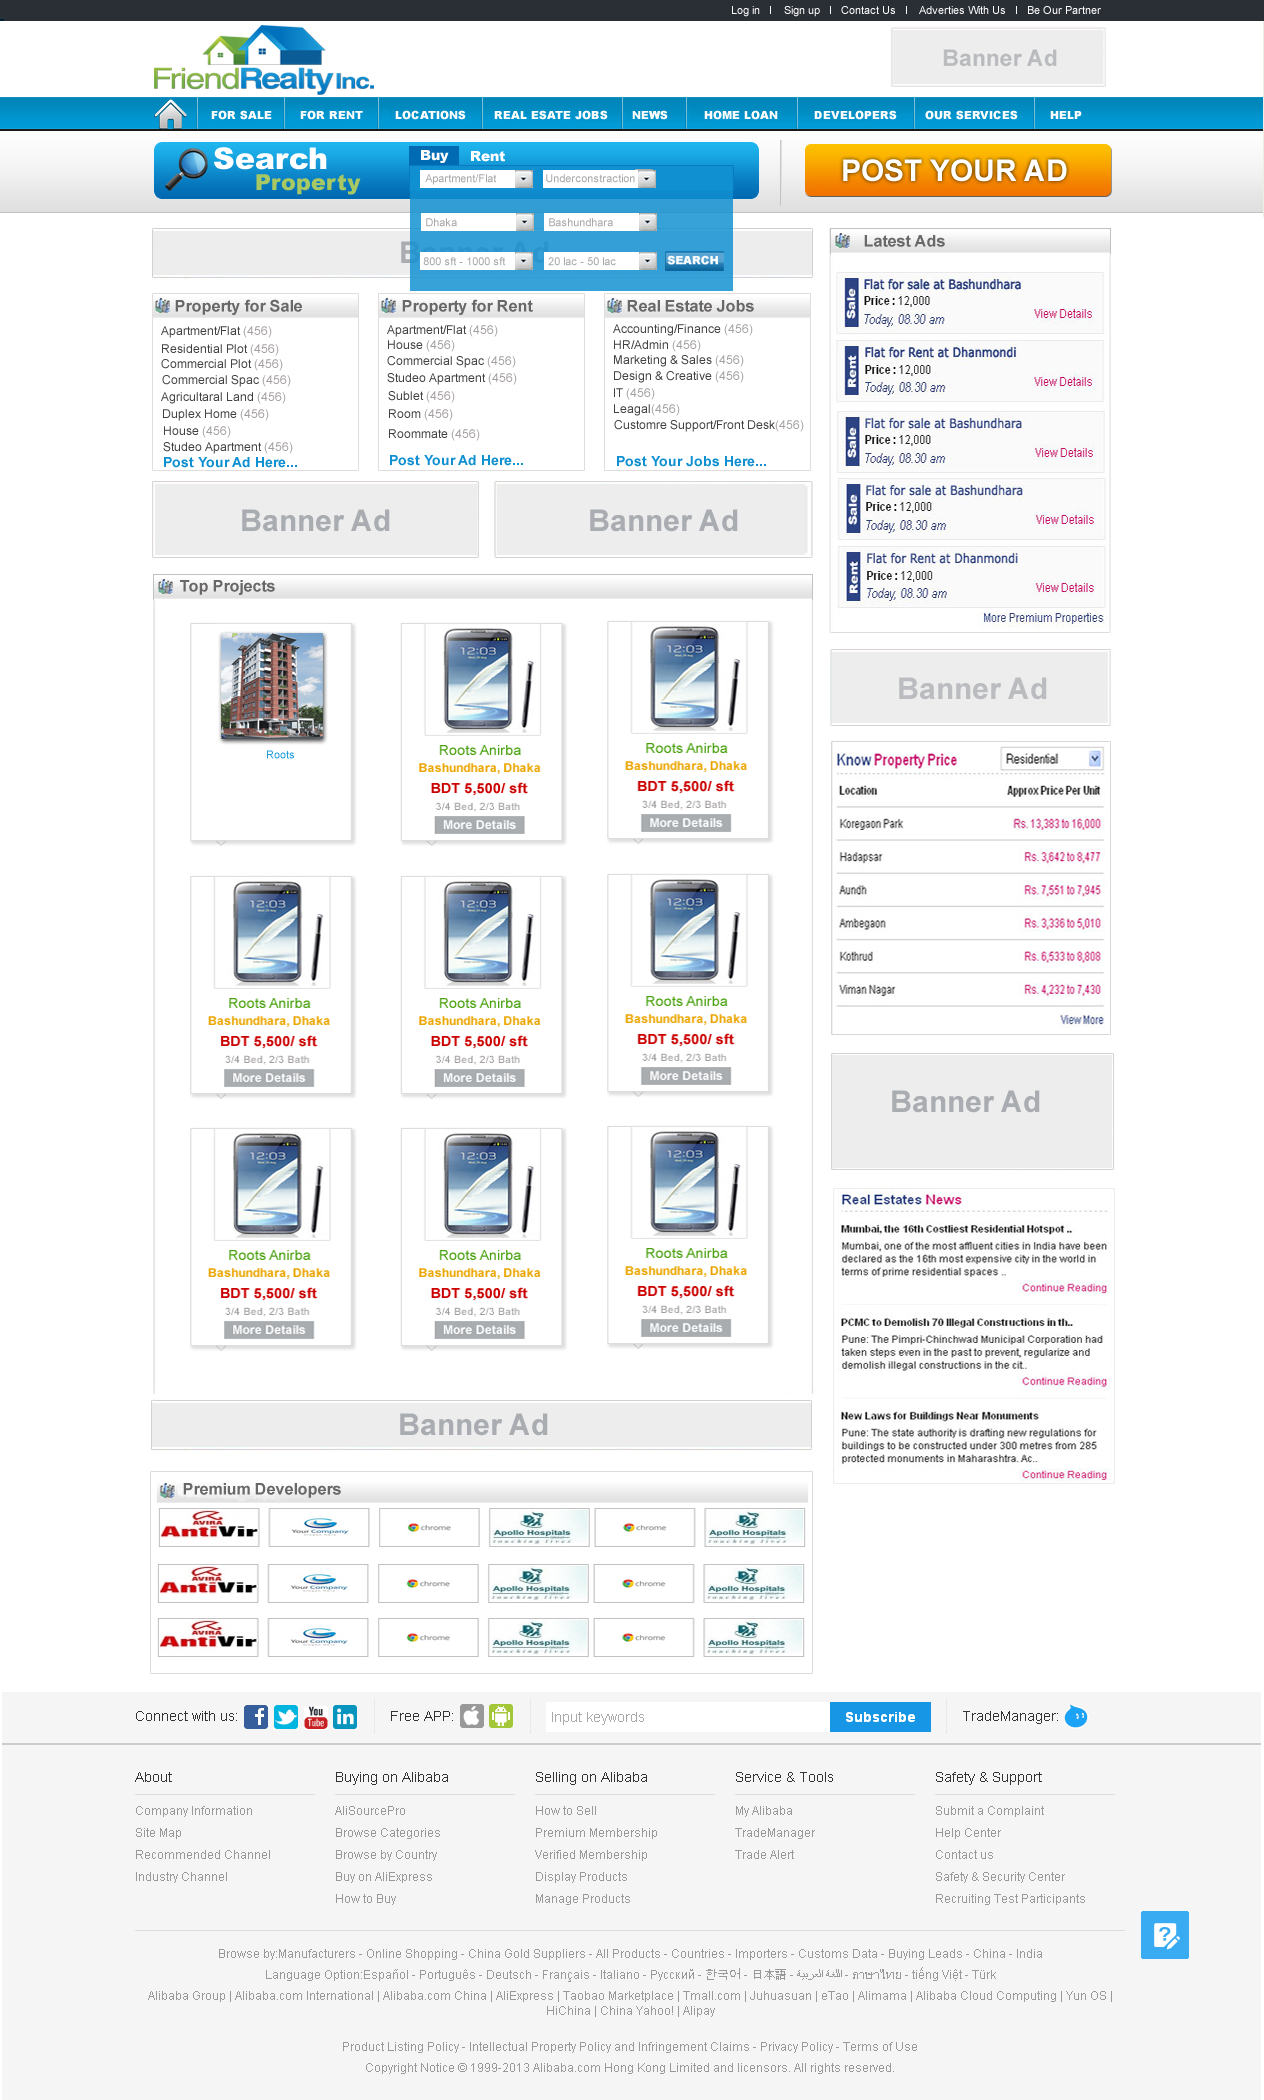 Log in | Sign up | Contact Us | Adverties With Us | Be Our Partner
FriendRealty Inc.
Banner Ad
FOR SALE FOR RENT LOCATIONS REAL ESATE JOBS NEWS HOME LOAN DEVELOPERS OUR SERVICES HELP
Search
Property
Buy Rent
Apartment/Flat Underconstraction
Dhaka Bashundhara
800 sft - 1000 sft 20 lac - 50 lac SEARCH
POST YOUR AD
Banner Ad
Property for Sale
Apartment/Flat (456)
Residential Plot (456)
Commercial Plot (456)
Commercial Spac (456)
Agricultaral Land (456)
Duplex Home (456)
House (456)
Studeo Apartment (456)
Post Your Ad Here...
Property for Rent
Apartment/Flat (456)
House (456)
Commercial Spac (456)
Studeo Apartment (456)
Sublet (456)
Room (456)
Roommate (456)
Post Your Ad Here...
Real Estate Jobs
Accounting/Finance (456)
HR/Admin (456)
Marketing & Sales (456)
Design & Creative (456)
IT (456)
Leagal(456)
Customre Support/Front Desk(456)
Post Your Jobs Here...
Latest Ads
Sale
Flat for sale at Bashundhara
Price : 12,000
Today, 08.30 am
View Details
Rent
Flat for Rent at Dhanmondi
Price : 12,000
Today, 08.30 am
View Details
Sale
Flat for sale at Bashundhara
Price : 12,000
Today, 08.30 am
View Details
Sale
Flat for sale at Bashundhara
Price : 12,000
Today, 08.30 am
View Details
Rent
Flat for Rent at Dhanmondi
Price : 12,000
Today, 08.30 am
View Details
More Premium Properties
Banner Ad
Banner Ad
Top Projects
Roots
12:03
Roots Anirba
Bashundhara, Dhaka
BDT 5,500/ sft
3/4 Bed, 2/3 Bath
More Details
12:03
Roots Anirba
Bashundhara, Dhaka
BDT 5,500/ sft
3/4 Bed, 2/3 Bath
More Details
12:03
Roots Anirba
Bashundhara, Dhaka
BDT 5,500/ sft
3/4 Bed, 2/3 Bath
More Details
12:03
Roots Anirba
Bashundhara, Dhaka
BDT 5,500/ sft
3/4 Bed, 2/3 Bath
More Details
12:03
Roots Anirba
Bashundhara, Dhaka
BDT 5,500/ sft
3/4 Bed, 2/3 Bath
More Details
12:03
Roots Anirba
Bashundhara, Dhaka
BDT 5,500/ sft
3/4 Bed, 2/3 Bath
More Details
12:03
Roots Anirba
Bashundhara, Dhaka
BDT 5,500/ sft
3/4 Bed, 2/3 Bath
More Details
12:03
Roots Anirba
Bashundhara, Dhaka
BDT 5,500/ sft
3/4 Bed, 2/3 Bath
More Details
Banner Ad
Know Property Price Residential
Location Approx Price Per Unit
Koregaon Park Rs. 13,383 to 16,000
Hadapsar Rs. 3,642 to 8,477
Aundh Rs. 7,551 to 7,945
Ambegaon Rs. 3,336 to 5,010
Kothrud Rs. 6,533 to 8,808
Viman Nagar Rs. 4,232 to 7,430
View More
Banner Ad
Real Estates News
Mumbai, the 16th Costliest Residential Hotspot ..
Mumbai, one of the most affluent cities in India have been
declared as the 16th most expensive city in the world in
terms of prime residential spaces ..
Continue Reading
PCMC to Demolish 70 Illegal Constructions in th..
Pune: The Pimpri-Chinchwad Municipal Corporation had
taken steps even in the past to prevent, regularize and
demolish illegal constructions in the cit..
Continue Reading
New Laws for Buildings Near Monuments
Pune: The state authority is drafting new regulations for
buildings to be constructed under 300 metres from 285
protected monuments in Maharashtra. Ac..
Continue Reading
Banner Ad
Premium Developers
AVIRA AntiVir Your Company chrome Apollo Hospitals touching lives chrome Apollo Hospitals
AVIRA AntiVir Your Company chrome Apollo Hospitals touching lives chrome Apollo Hospitals
AVIRA AntiVir Your Company chrome Apollo Hospitals touching lives chrome Apollo Hospitals
Connect with us: f You Tube in Free APP: Input keywords Subscribe TradeManager:
About
Company Information
Site Map
Recommended Channel
Industry Channel
Buying on Alibaba
AliSourcePro
Browse Categories
Browse by Country
Buy on AliExpress
How to Buy
Selling on Alibaba
How to Sell
Premium Membership
Verified Membership
Display Products
Manage Products
Service & Tools
My Alibaba
TradeManager
Trade Alert
Safety & Support
Submit a Complaint
Help Center
Contact us
Safety & Security Center
Recruiting Test Participants
Browse by:Manufacturers - Online Shopping - China Gold Suppliers - All Products - Countries - Importers - Customs Data - Buying Leads - China - India
Language Option:Español - Português - Deutsch - Français - Italiano - Русский - 한국어 - 日本語 - اللغة العربية - ภาษาไทย - tiếng Việt - Türk
Alibaba Group | Alibaba.com International | Alibaba.com China | AliExpress | Taobao Marketplace | Tmall.com | Juhuasuan | eTao | Alimama | Alibaba Cloud Computing | Yun OS |
HiChina | China Yahoo! | Alipay
Product Listing Policy - Intellectual Property Policy and Infringement Claims - Privacy Policy - Terms of Use
Copyright Notice © 1999-2013 Alibaba.com Hong Kong Limited and licensors. All rights reserved.